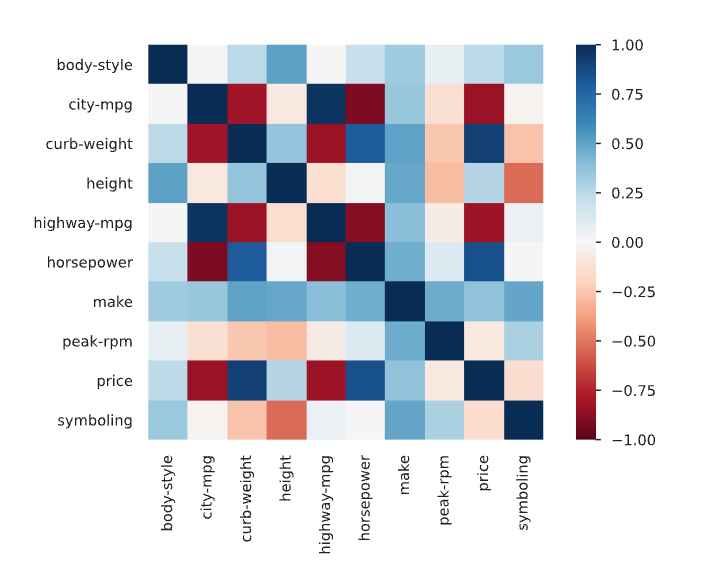 body-style
city-mpg
curb-weight
height
highway-mpg
horsepower
make
peak-rpm
price
symboling
body-style
city-mpg
curb-weight
height
highway-mpg
horsepower
make
peak-rpm
price
symboling
1.00
0.75
0.50
0.25
0.00
−0.25
−0.50
−0.75
−1.00